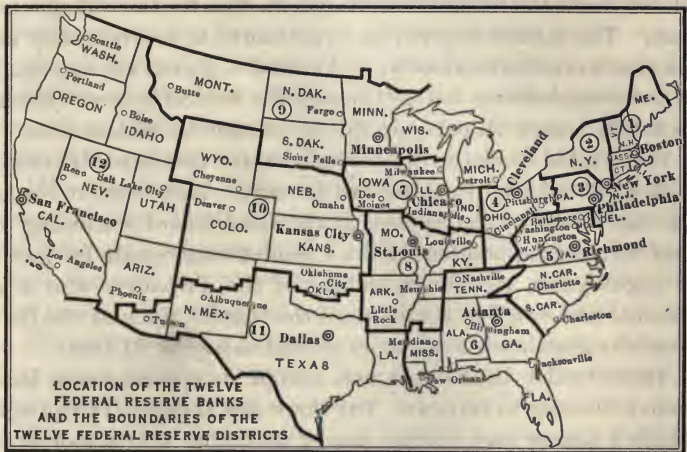 Seattle
WASH.
Portland
OREGON
Boise
IDAHO
MONT.
Butte
N. DAK.
9
Fargo
MINN.
Minneapolis
S. DAK.
Sioux Falls
WIS.
Milwaukee
MICH.
Detroit
WYO.
Cheyenne
12
Reno
NEV.
Salt Lake City
UTAH
San Francisco
CAL.
Los Angeles
ARIZ.
Phoenix
Tucson
Denver
10
COLO.
NEB.
Omaha
Kansas City
KANS.
IOWA
Des
Moines
7
ILL.
Chicago
Indianapolis
IND.
Cleveland
4
OHIO
Cincinnati
Pittsburgh
PA.
3
2
N.Y.
1
ME.
VT.
N.H.
MASS.
CT.
Boston
New York
N.J.
Philadelphia
DEL.
Baltimore
MD.
Washington
Huntington
W.VA.
5
VA.
Richmond
MO.
St. Louis
8
Louisville
KY.
Nashville
TENN.
Memphis
ARK.
Little
Rock
Oklahoma
City
OKLA.
Albuquerque
N. MEX.
11
Dallas
TEXAS
LA.
Meridian
MISS.
New Orleans
ALA.
Birmingham
6
Atlanta
GA.
N. CAR.
Charlotte
S. CAR.
Charleston
Jacksonville
FLA.
LOCATION OF THE TWELVE
FEDERAL RESERVE BANKS
AND THE BOUNDARIES OF THE
TWELVE FEDERAL RESERVE DISTRICTS